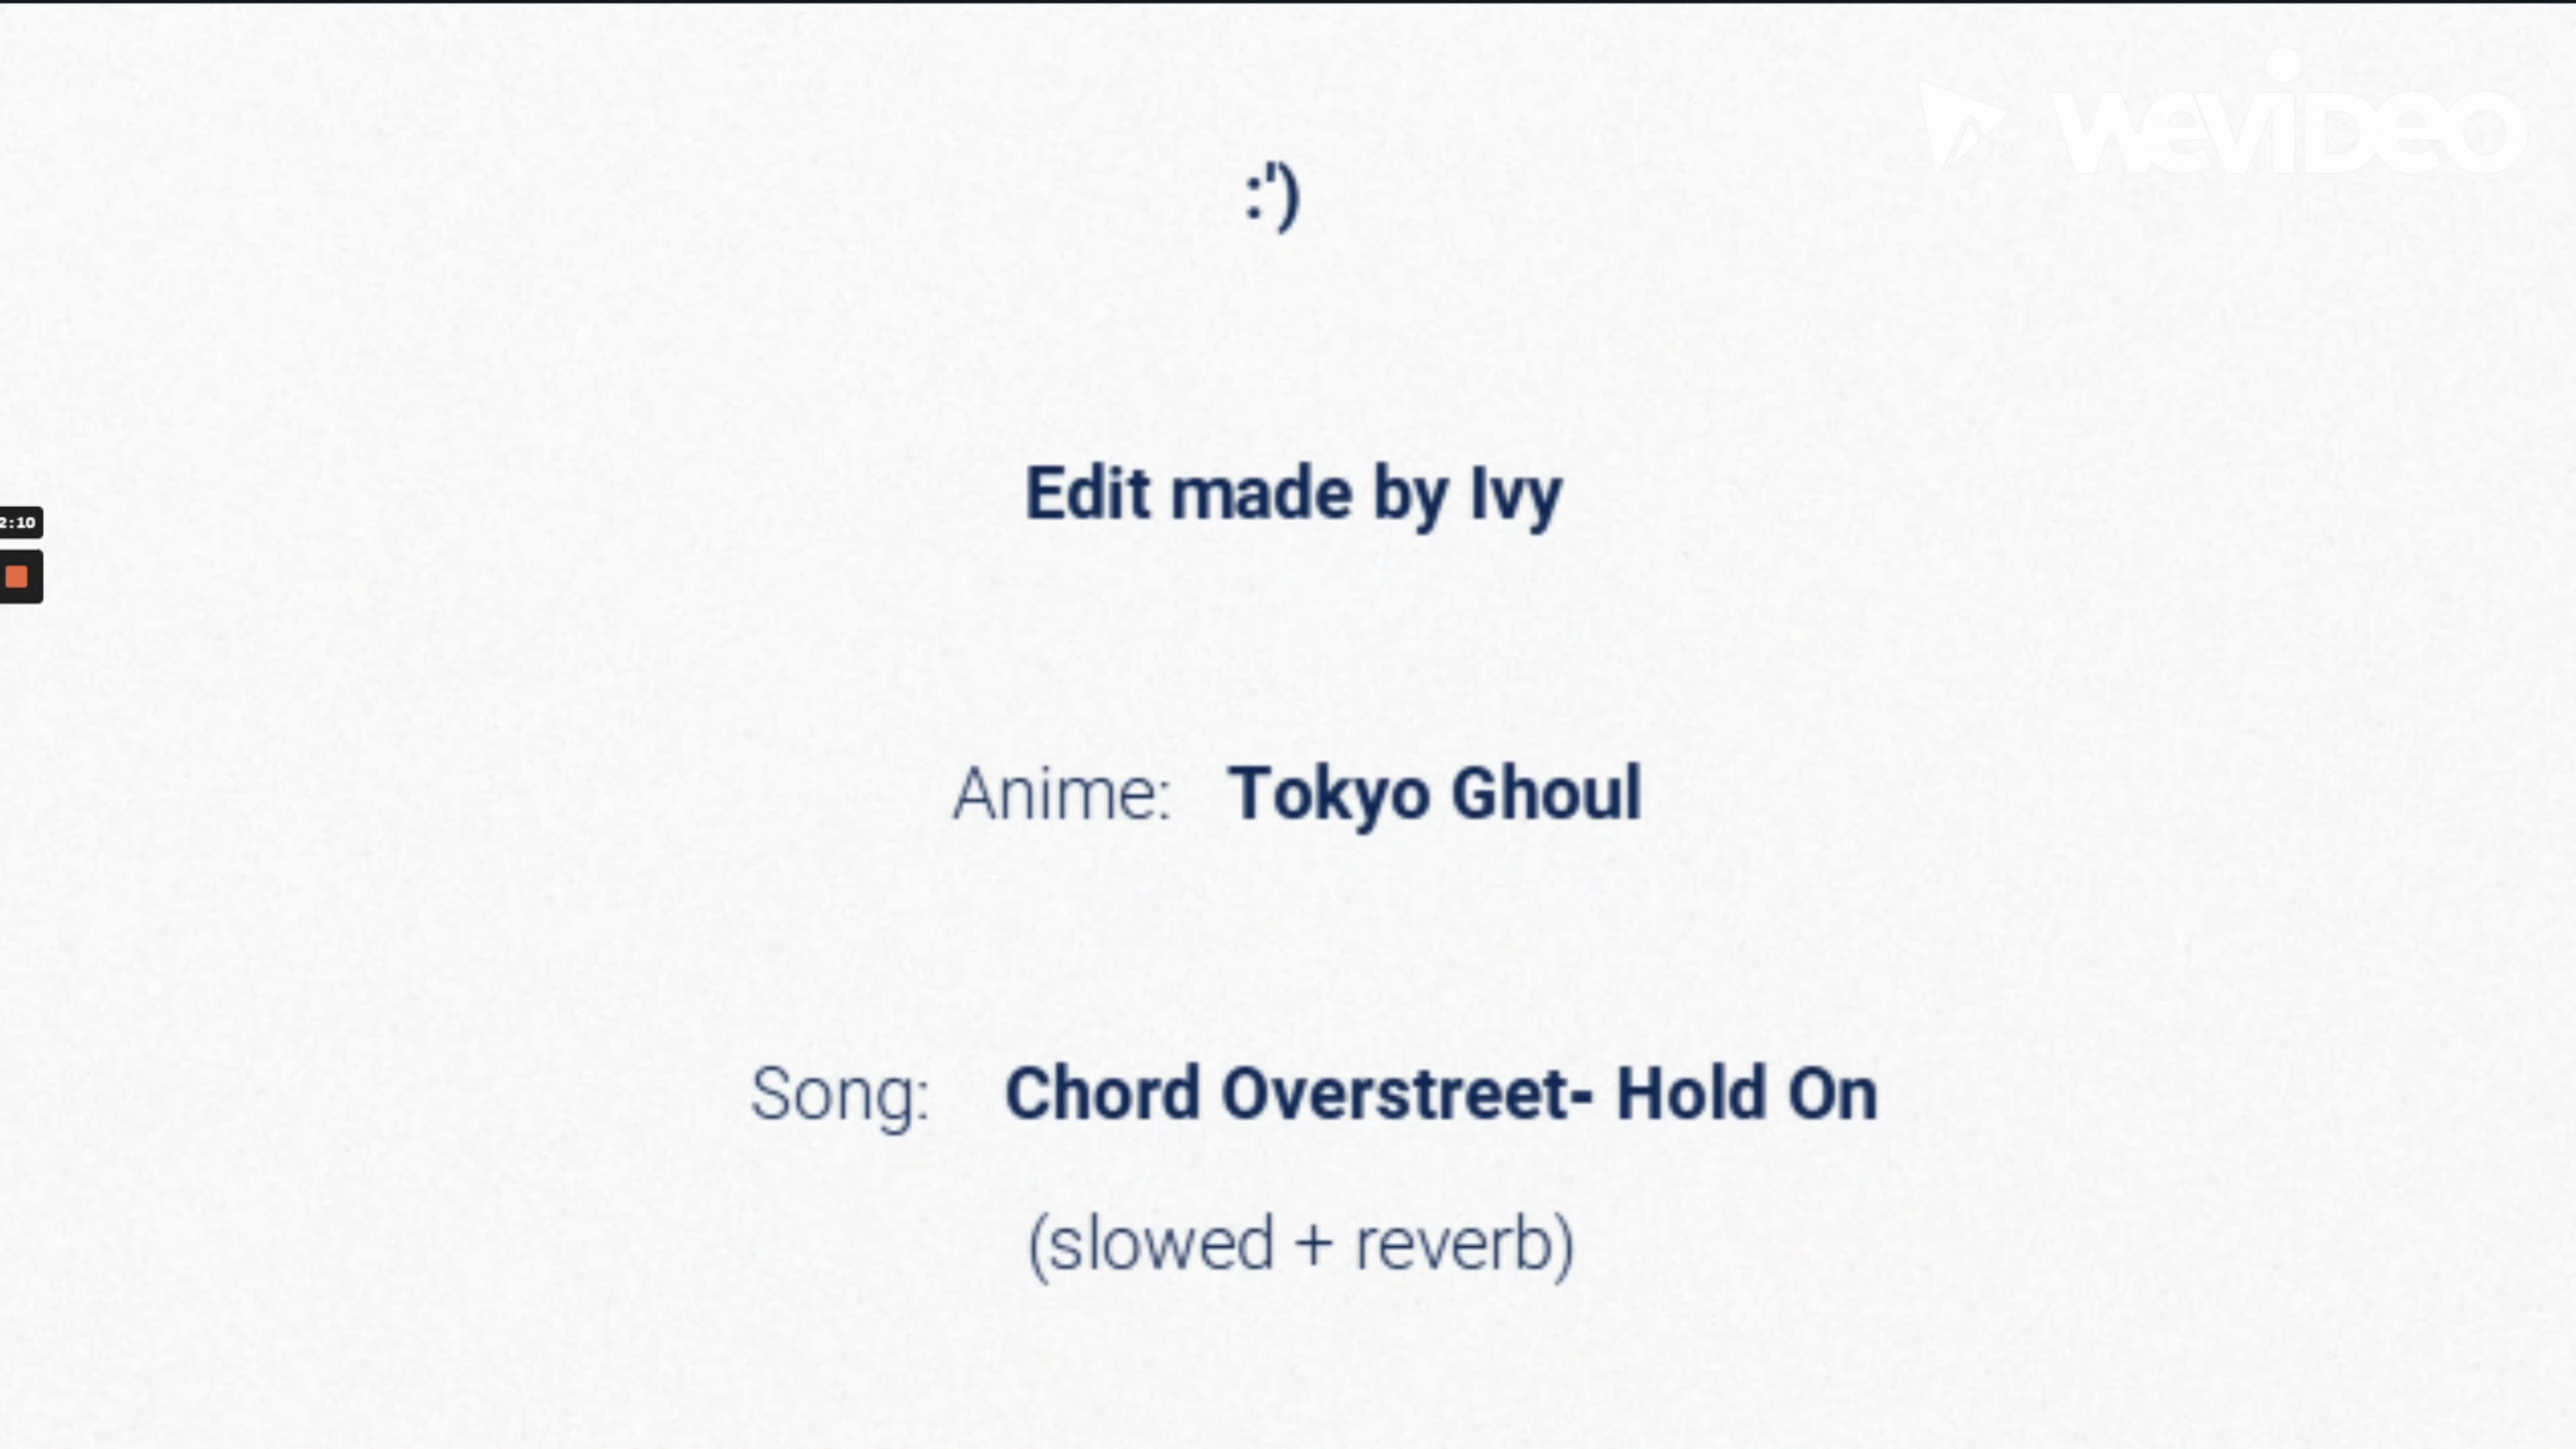 WEVIDEO
:')
Edit made by Ivy
2:10
Anime: Tokyo Ghoul
Song: Chord Overstreet- Hold On
(slowed + reverb)